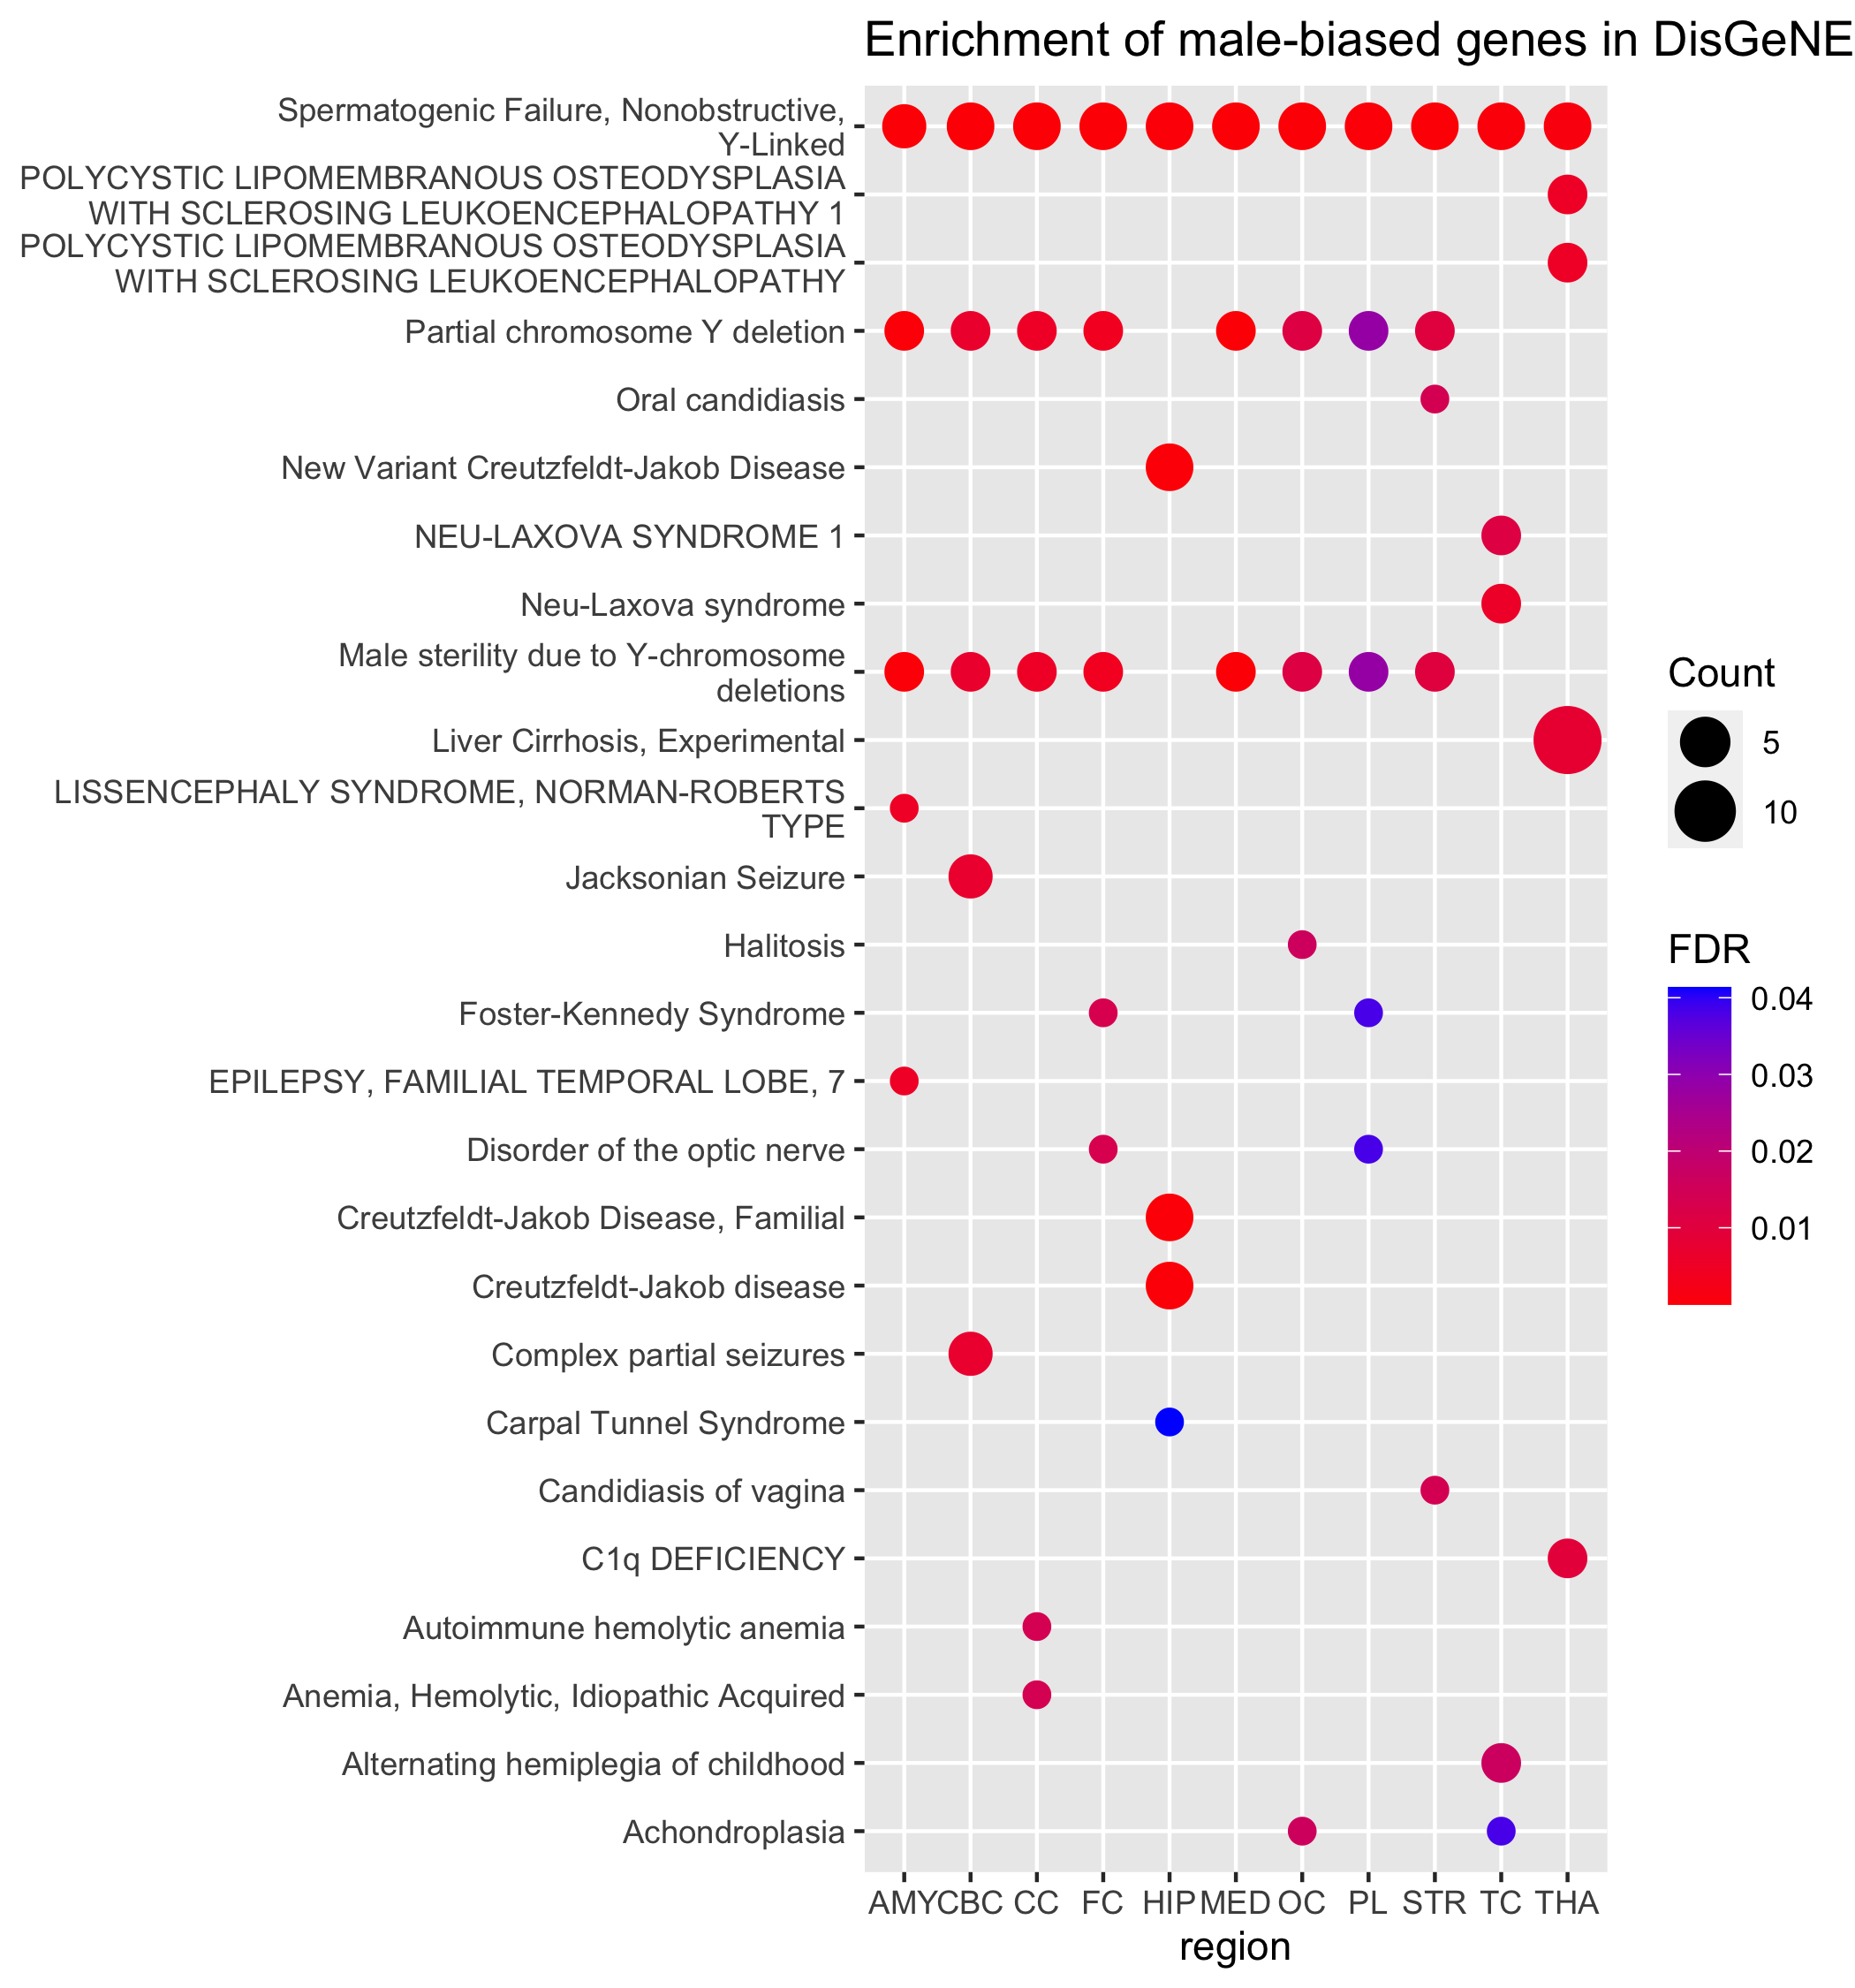 Enrichment of male-biased genes in DisGeNE
Spermatogenic Failure, Nonobstructive,
Y-Linked
POLYCYSTIC LIPOMEMBRANOUS OSTEODYSPLASIA
WITH SCLEROSING LEUKOENCEPHALOPATHY 1
POLYCYSTIC LIPOMEMBRANOUS OSTEODYSPLASIA
WITH SCLEROSING LEUKOENCEPHALOPATHY
Partial chromosome Y deletion
Oral candidiasis
New Variant Creutzfeldt-Jakob Disease
NEU-LAXOVA SYNDROME 1
Neu-Laxova syndrome
Male sterility due to Y-chromosome
deletions
Liver Cirrhosis, Experimental
LISSENCEPHALY SYNDROME, NORMAN-ROBERTS
TYPE
Jacksonian Seizure
Halitosis
Foster-Kennedy Syndrome
EPILEPSY, FAMILIAL TEMPORAL LOBE, 7
Disorder of the optic nerve
Creutzfeldt-Jakob Disease, Familial
Creutzfeldt-Jakob disease
Complex partial seizures
Carpal Tunnel Syndrome
Candidiasis of vagina
C1q DEFICIENCY
Autoimmune hemolytic anemia
Anemia, Hemolytic, Idiopathic Acquired
Alternating hemiplegia of childhood
Achondroplasia
AMY CBC CC FC HIP MED OC PL STR TC THA
region
Count
5
10
FDR
0.04
0.03
0.02
0.01